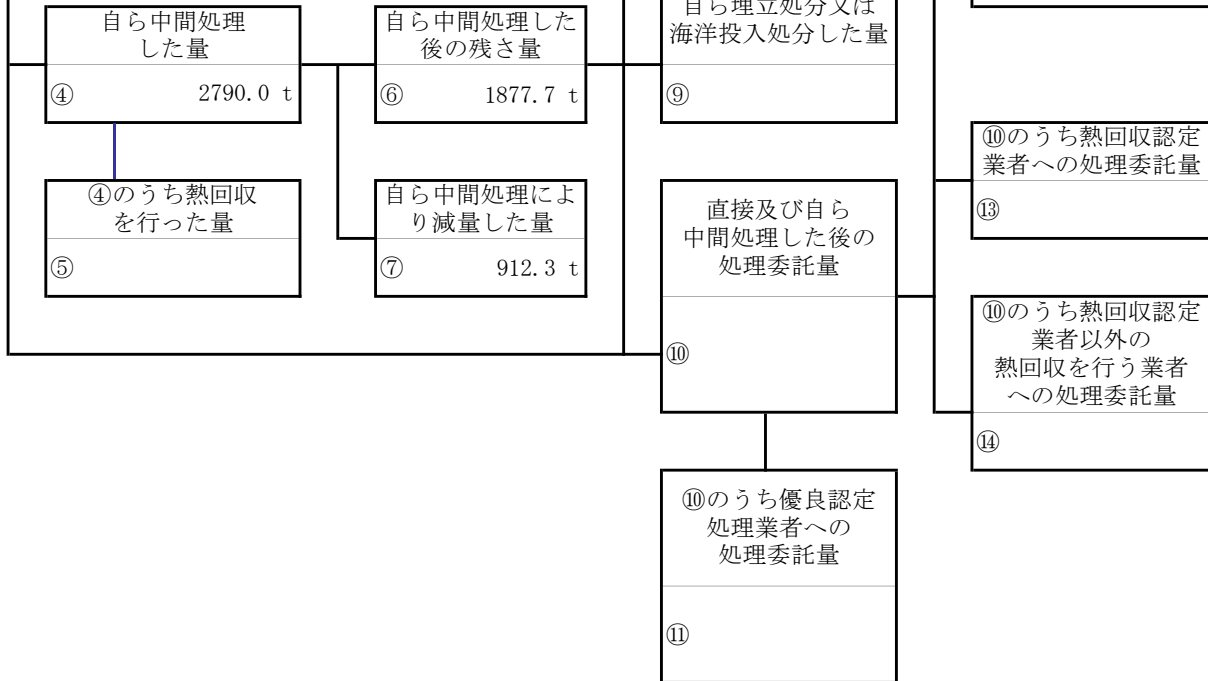 自ら中間処理
した量
④ 2790.0 t
自ら中間処理した
後の残さ量
⑥ 1877.7 t
自ら埋立処分又は
海洋投入処分した量
⑨
④のうち熱回収
を行った量
⑤
自ら中間処理によ
り減量した量
⑦ 912.3 t
直接及び自ら
中間処理した後の
処理委託量
⑩
⑩のうち熱回収認定
業者への処理委託量
⑬
⑩のうち熱回収認定
業者以外の
熱回収を行う業者
への処理委託量
⑭
⑩のうち優良認定
処理業者への
処理委託量
⑪